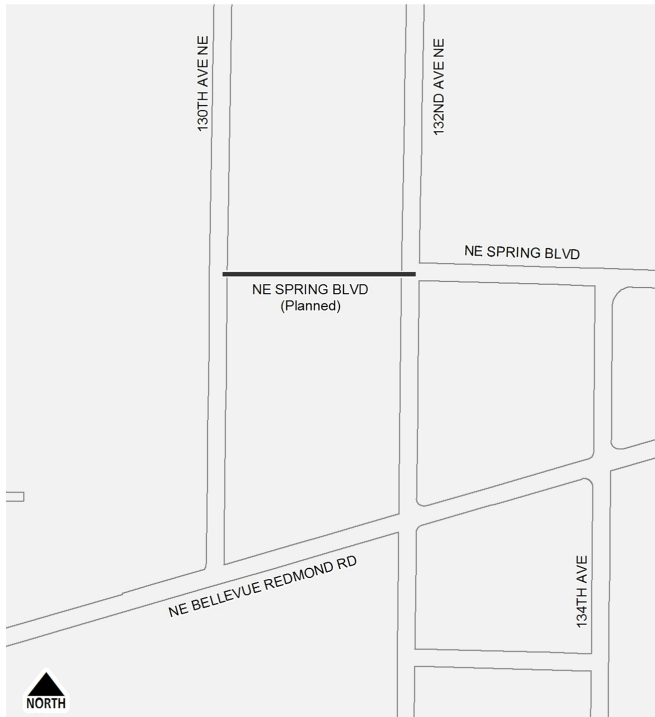 130TH AVE NE
132ND AVE NE
NE SPRING BLVD
NE SPRING BLVD
(Planned)
NE BELLEVUE REDMOND RD
134TH AVE
NORTH